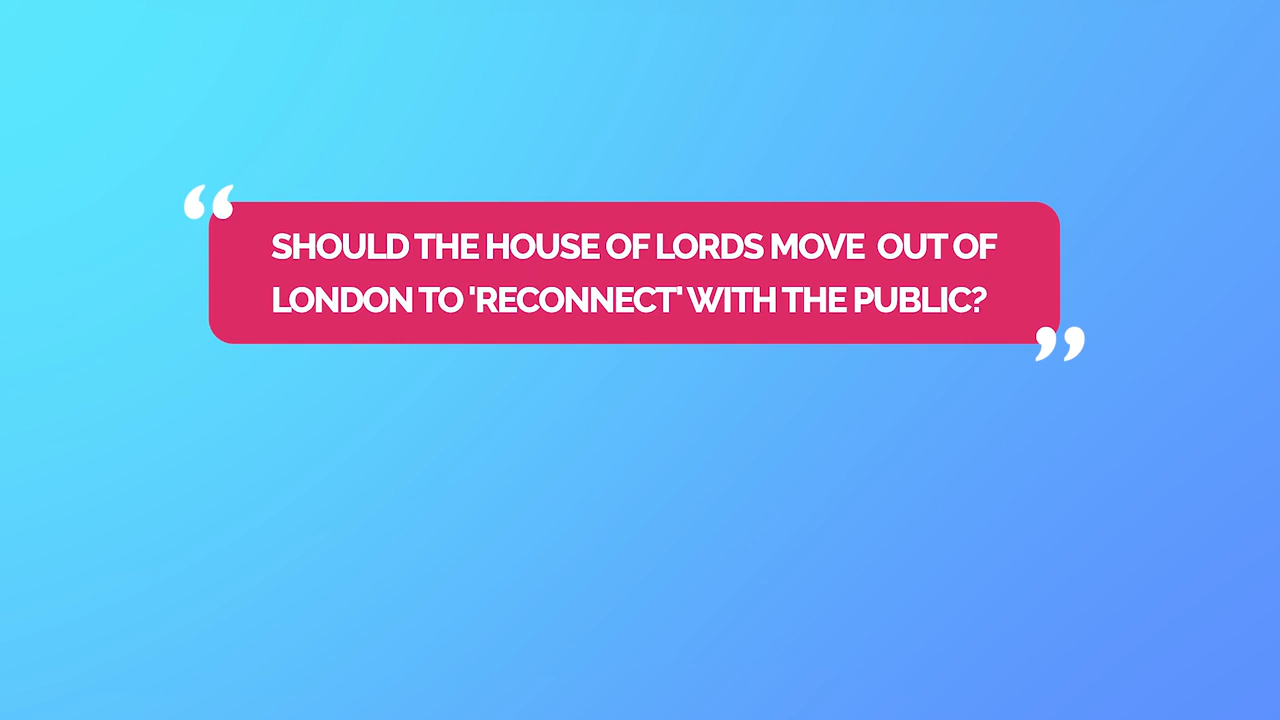 “SHOULD THE HOUSE OF LORDS MOVE  OUT OF
LONDON TO 'RECONNECT' WITH THE PUBLIC?”